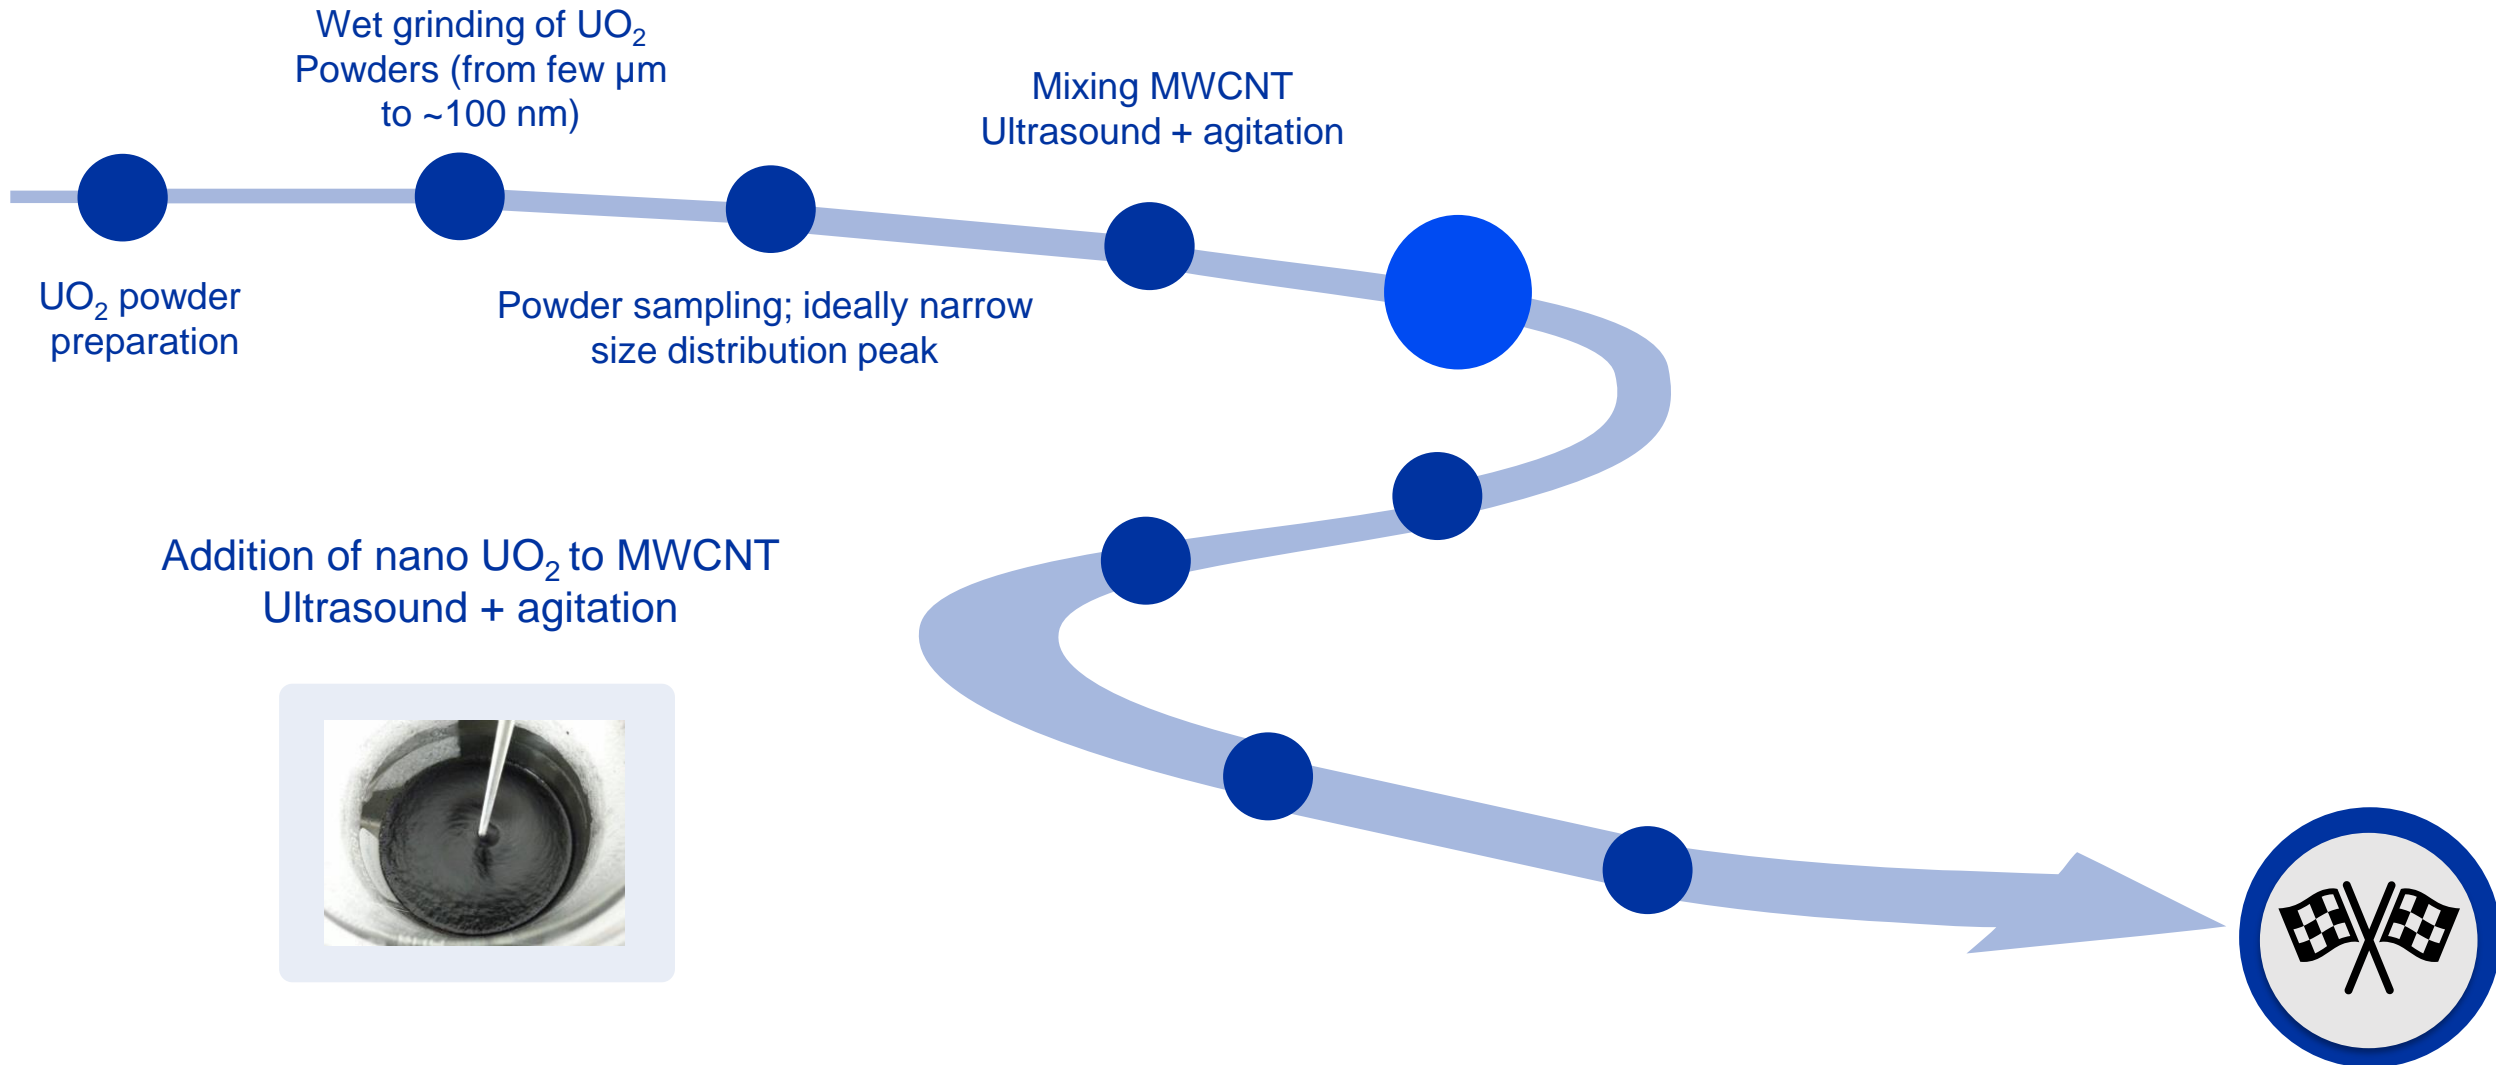 Wet grinding of UO₂
Powders (from few µm
to ~100 nm)
Mixing MWCNT
Ultrasound + agitation
UO₂ powder
preparation
Powder sampling; ideally narrow
size distribution peak
Addition of nano UO₂ to MWCNT
Ultrasound + agitation